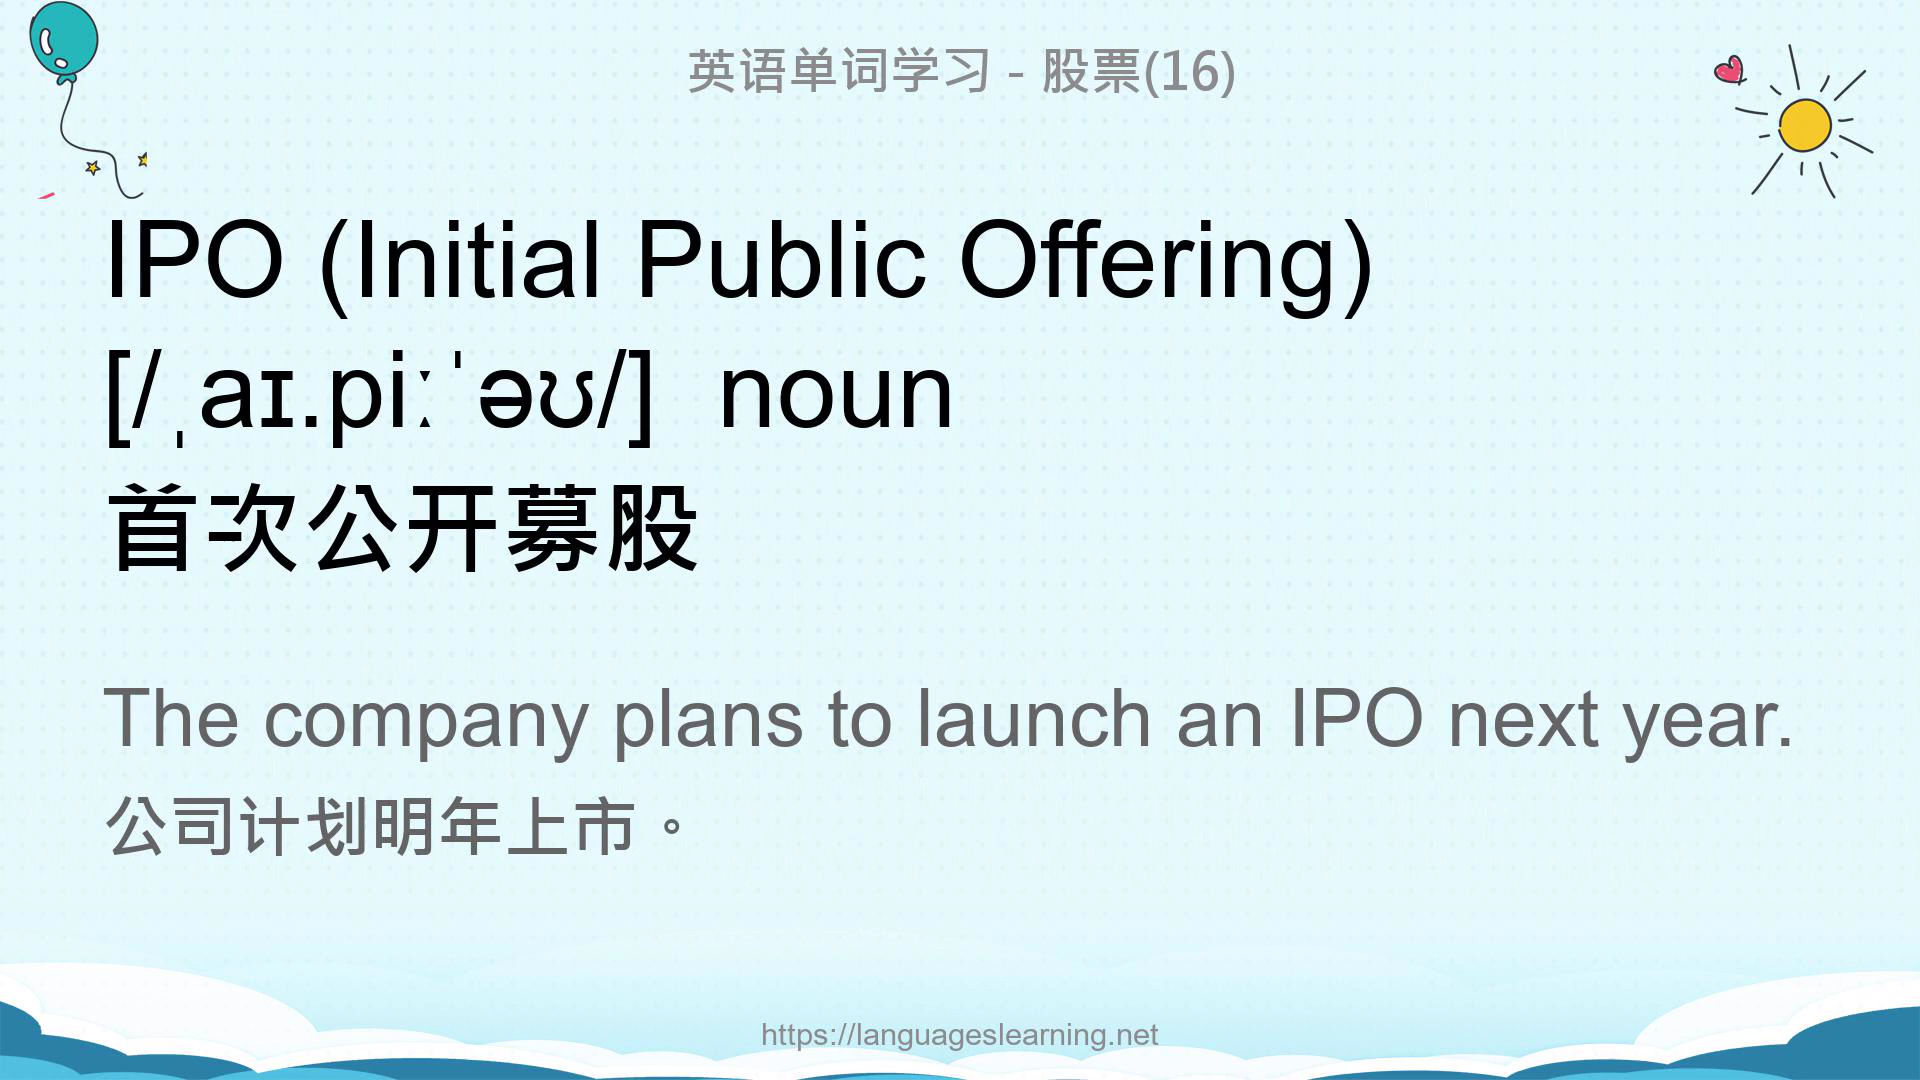 英语单词学习 - 股票(16)
IPO (Initial Public Offering)
[/ˌaɪ.piːˈəʊ/]  noun
首次公开募股
The company plans to launch an IPO next year.
公司计划明年上市。
https://languageslearning.net